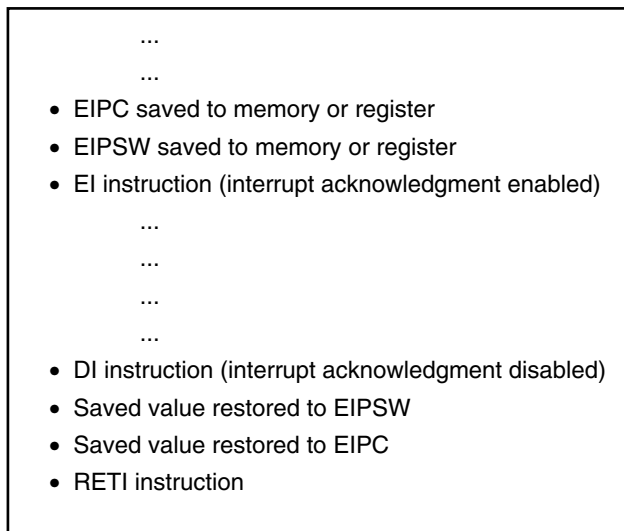 ...
...
• EIPC saved to memory or register
• EIPSW saved to memory or register
• EI instruction (interrupt acknowledgment enabled)
...
...
...
...
• DI instruction (interrupt acknowledgment disabled)
• Saved value restored to EIPSW
• Saved value restored to EIPC
• RETI instruction